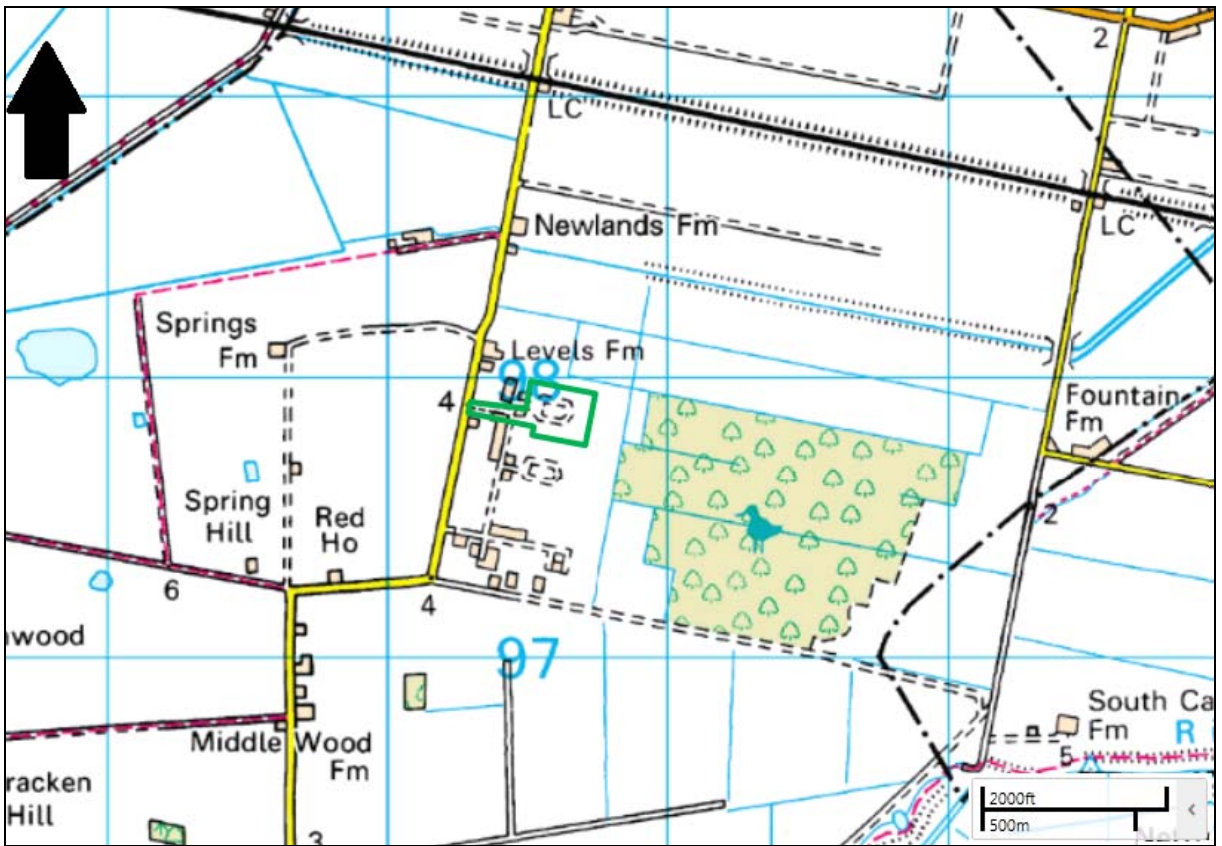 2
LC
LC
Newlands Fm
Springs
Fm
Levels Fm
98
4
Fountain
Fm
Spring
Hill
Red
Ho
2
6
4
wood
97
South Ca
Fm
R
5
Middle Wood
Fm
racken
Hill
3
2000ft
500m
<